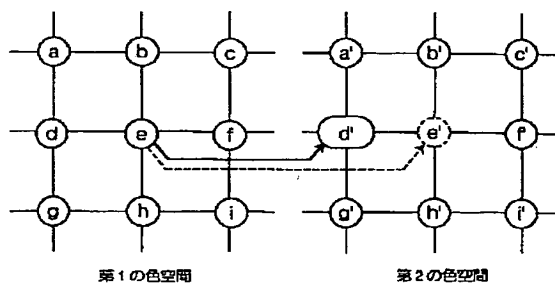 a b c a' b' c'
d e f d' e' f'
g h i g' h' i'
第1の色空間 第2の色空間